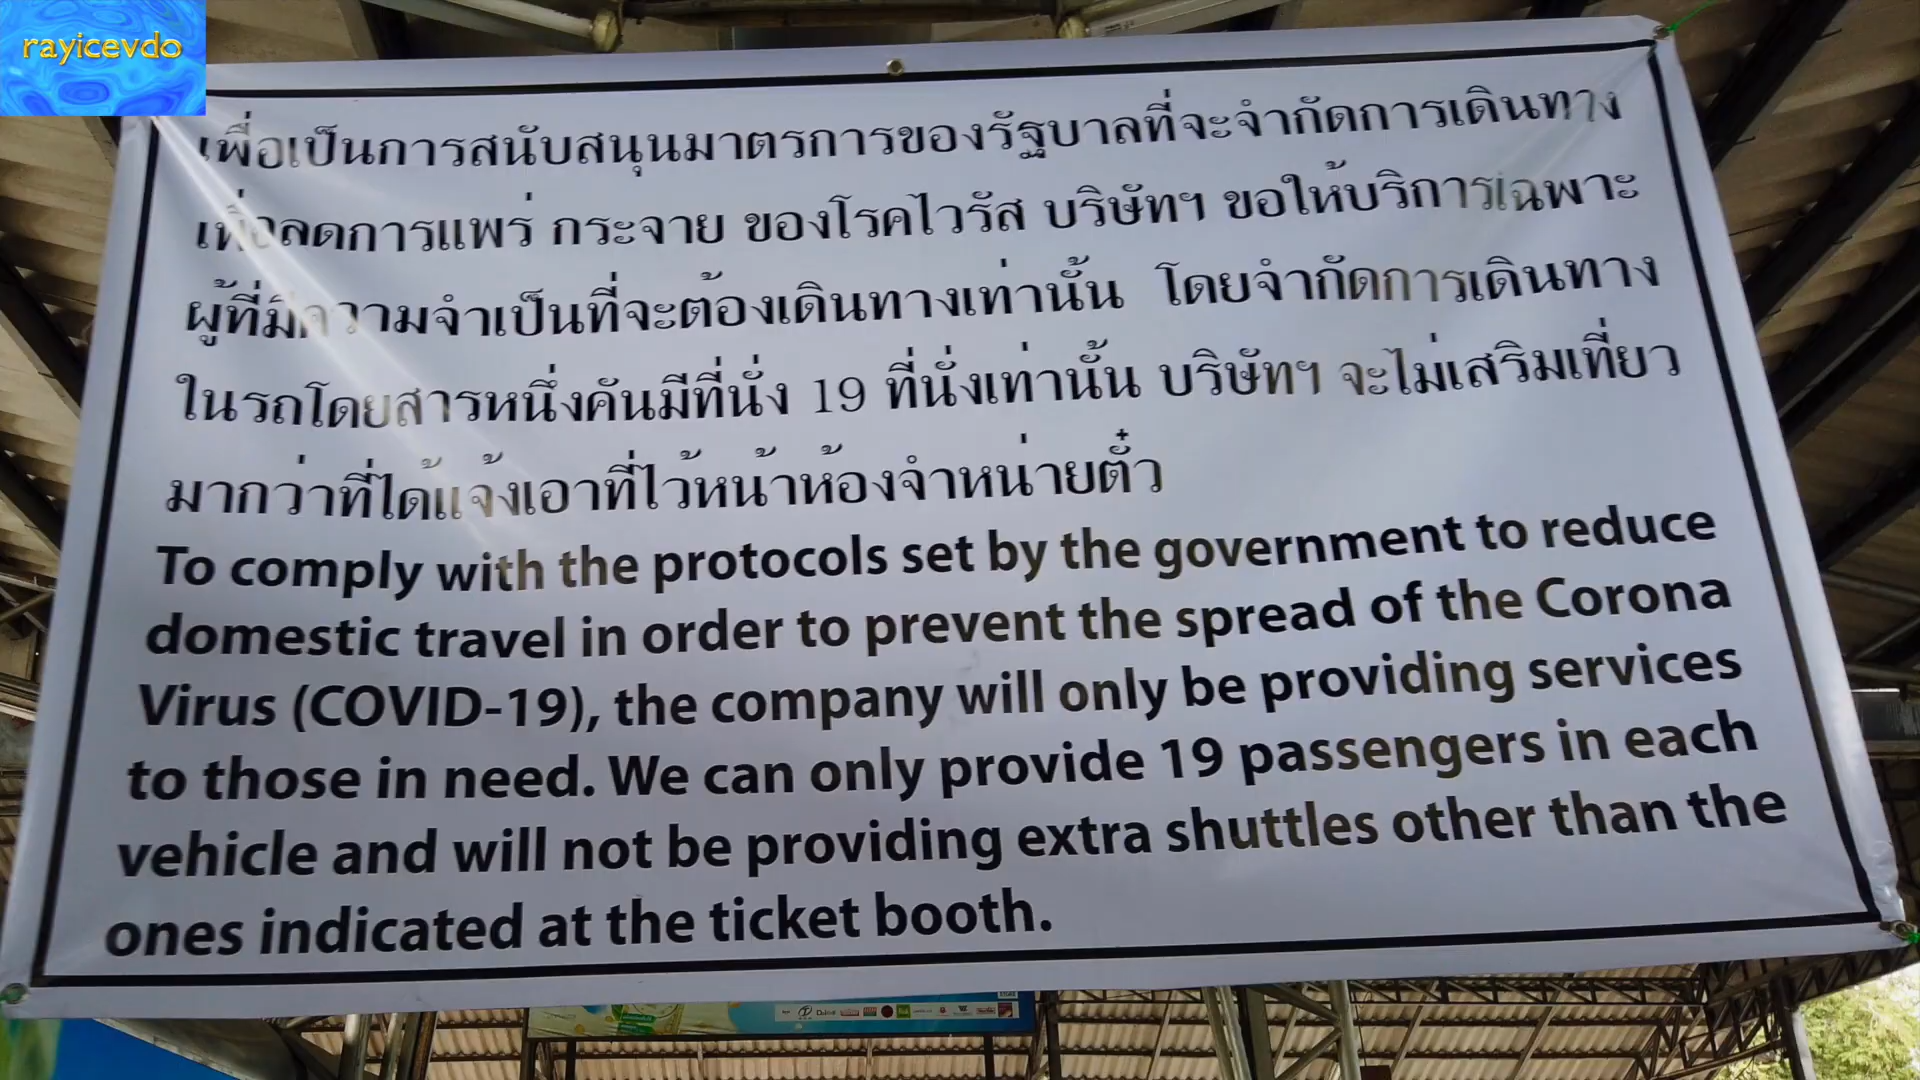 rayicevdo
เพื่อเป็นการสนับสนุนมาตรการของรัฐบาลที่จะจำกัดการเดินทาง
เพื่อลดการแพร่ กระจาย ของโรคไวรัส บริษัทฯ ขอให้บริการเฉพาะ
ผู้ที่มีความจำเป็นที่จะต้องเดินทางเท่านั้น โดยจำกัดการเดินทาง
ในรถโดยสารหนึ่งคันมีที่นั่ง 19 ที่นั่งเท่านั้น บริษัทฯ จะไม่เสริมเที่ยว
มากกว่าที่ได้แจ้งเอาที่ไว้หน้าห้องจำหน่ายตั๋ว
To comply with the protocols set by the government to reduce
domestic travel in order to prevent the spread of the Corona
Virus (COVID-19), the company will only be providing services
to those in need. We can only provide 19 passengers in each
vehicle and will not be providing extra shuttles other than the
ones indicated at the ticket booth.